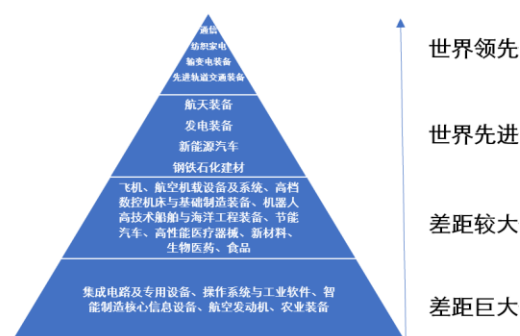 通信
纺织家电
输变电装备
先进轨道交通装备
世界领先
航天装备
发电装备
新能源汽车
钢铁石化建材
世界先进
飞机、航空机载设备及系统、高档
数控机床与基础制造装备、机器人
高技术船舶与海洋工程装备、节能
汽车、高性能医疗器械、新材料、
生物医药、食品
差距较大
集成电路及专用设备、操作系统与工业软件、智
能制造核心信息设备、航空发动机、农业装备
差距巨大